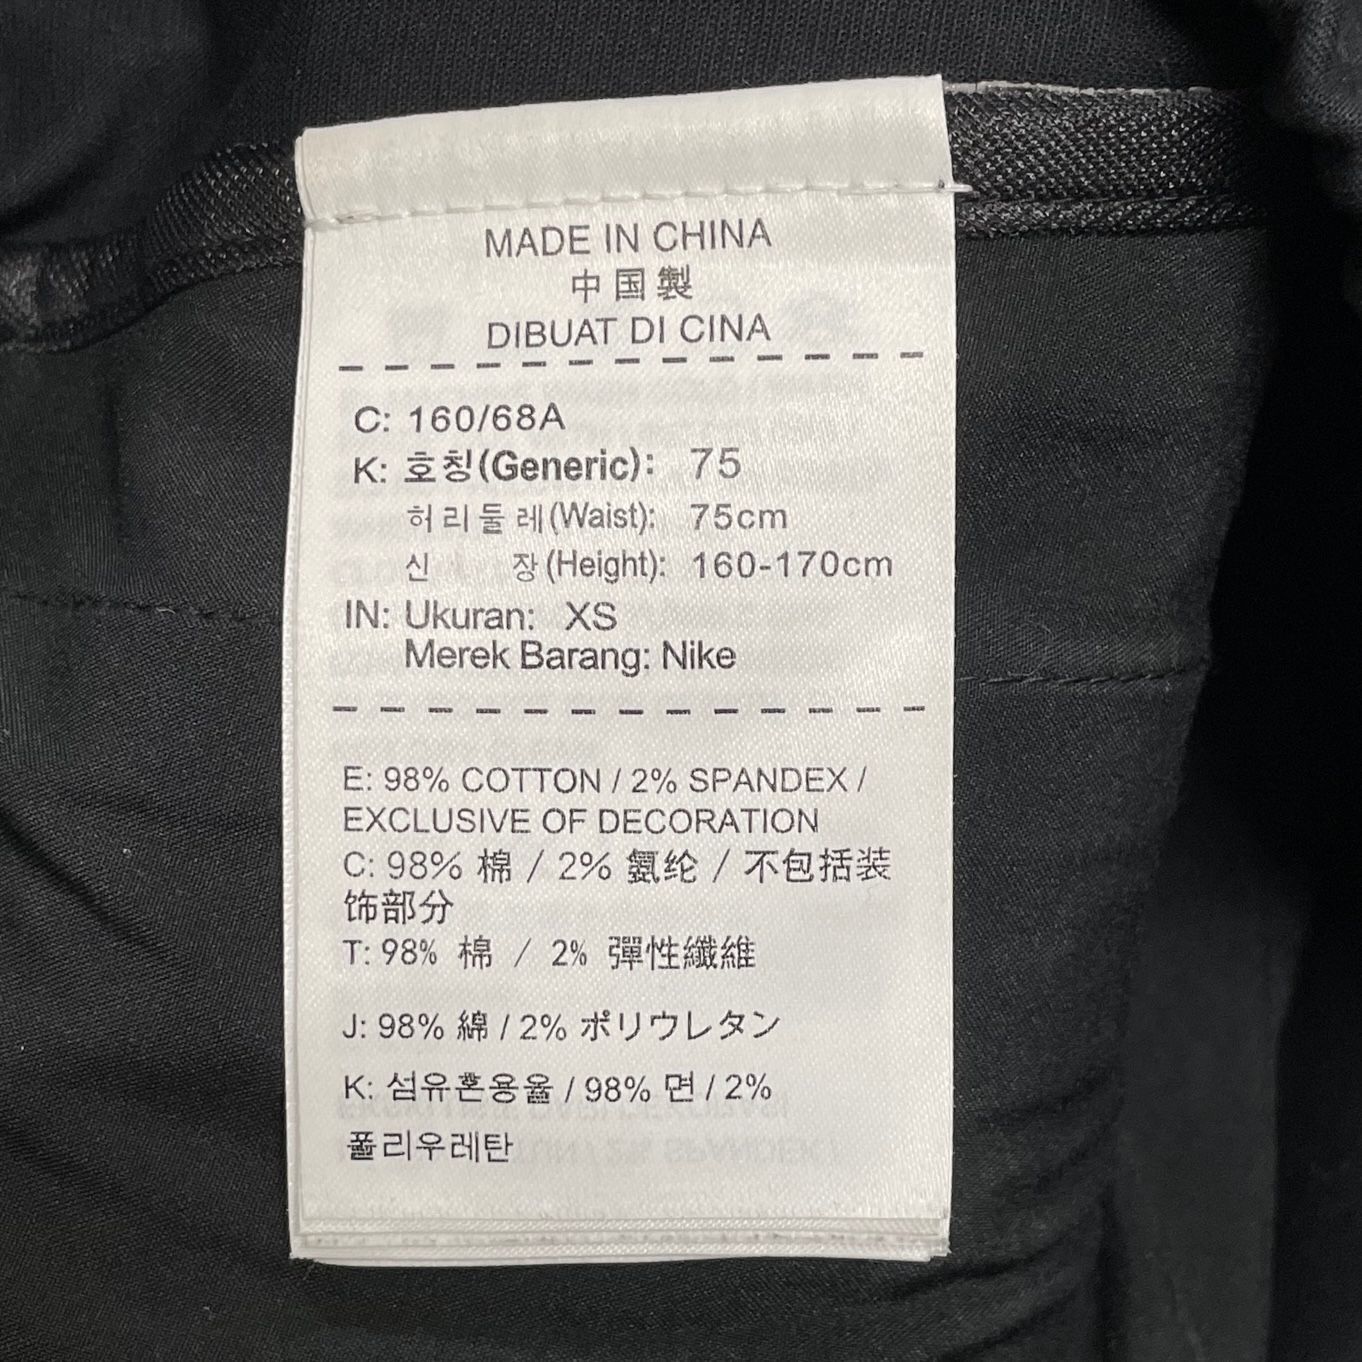 MADE IN CHINA
中国製
DIBUAT DI CINA
C: 160/68A
K: 호칭(Generic): 75
허리둘레(Waist): 75cm
신 장(Height): 160-170cm
IN: Ukuran: XS
Merek Barang: Nike
E: 98% COTTON / 2% SPANDEX /
EXCLUSIVE OF DECORATION
C: 98% 棉 / 2% 氨纶 / 不包括装
饰部分
T: 98% 棉 / 2% 彈性纖維
J: 98% 綿 / 2% ポリウレタン
K: 섬유혼용율 / 98% 면 / 2%
폴리우레탄